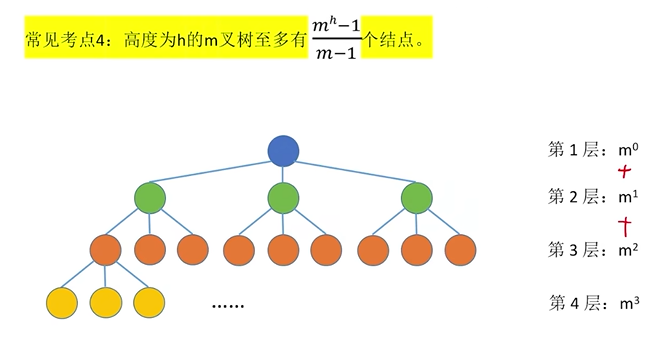 常见考点4：高度为h的m叉树至多有 (mʰ−1)/(m−1) 个结点。
第 1 层：m⁰
+
第 2 层：m¹
+
第 3 层：m²
第 4 层：m³
……